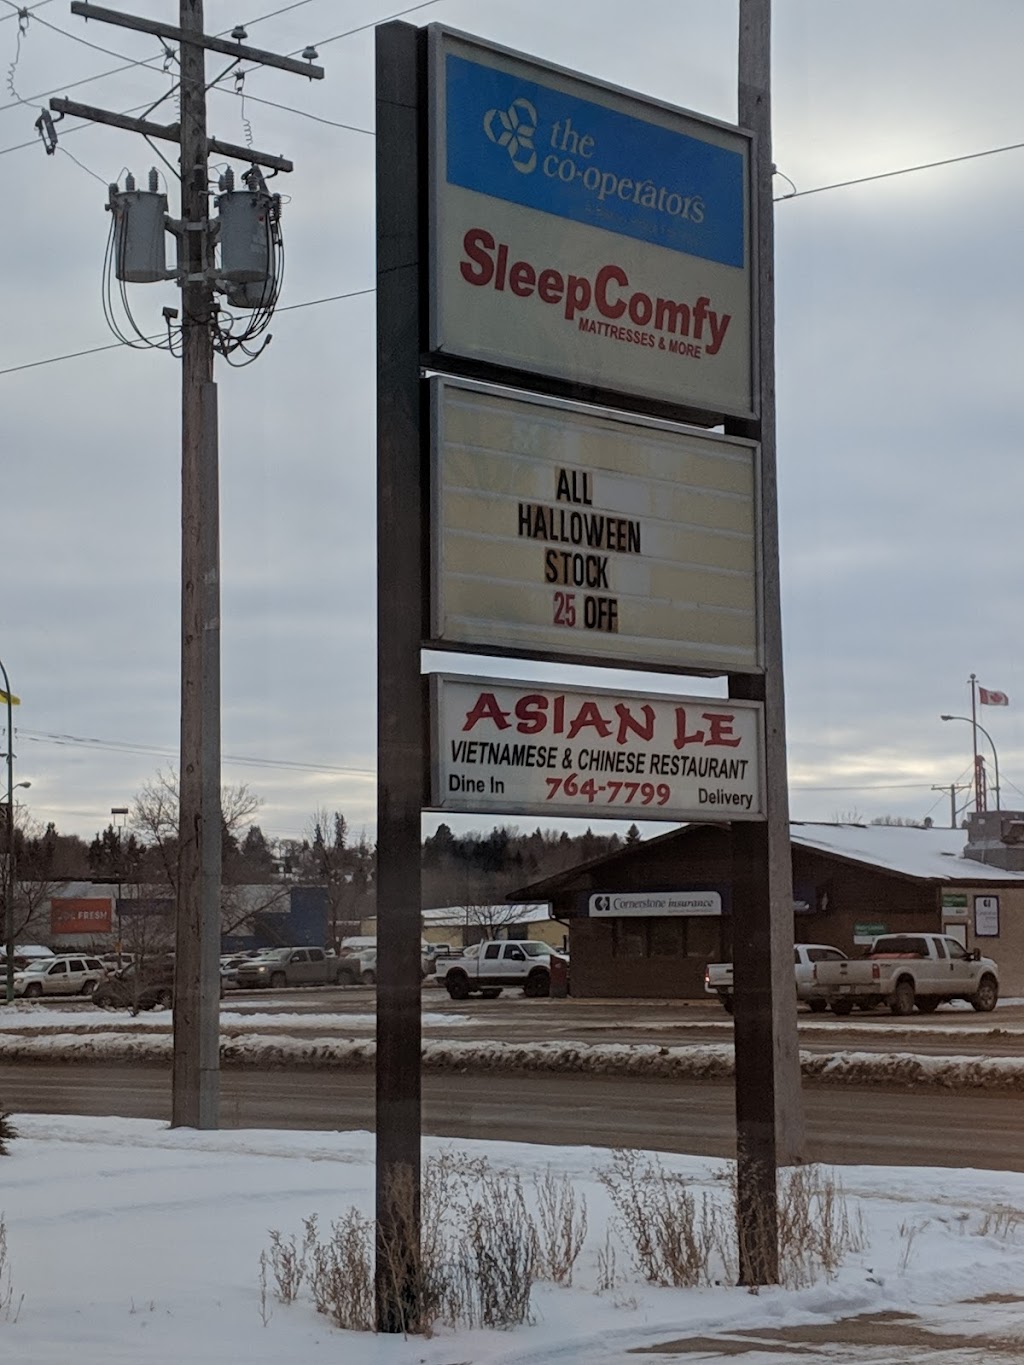 the
co-operators
SleepComfy
MATTRESSES & MORE
ALL
HALLOWEEN
STOCK
25 OFF
ASIAN LE
VIETNAMESE & CHINESE RESTAURANT
Dine In 764-7799 Delivery
Cornerstone insurance
FRESH